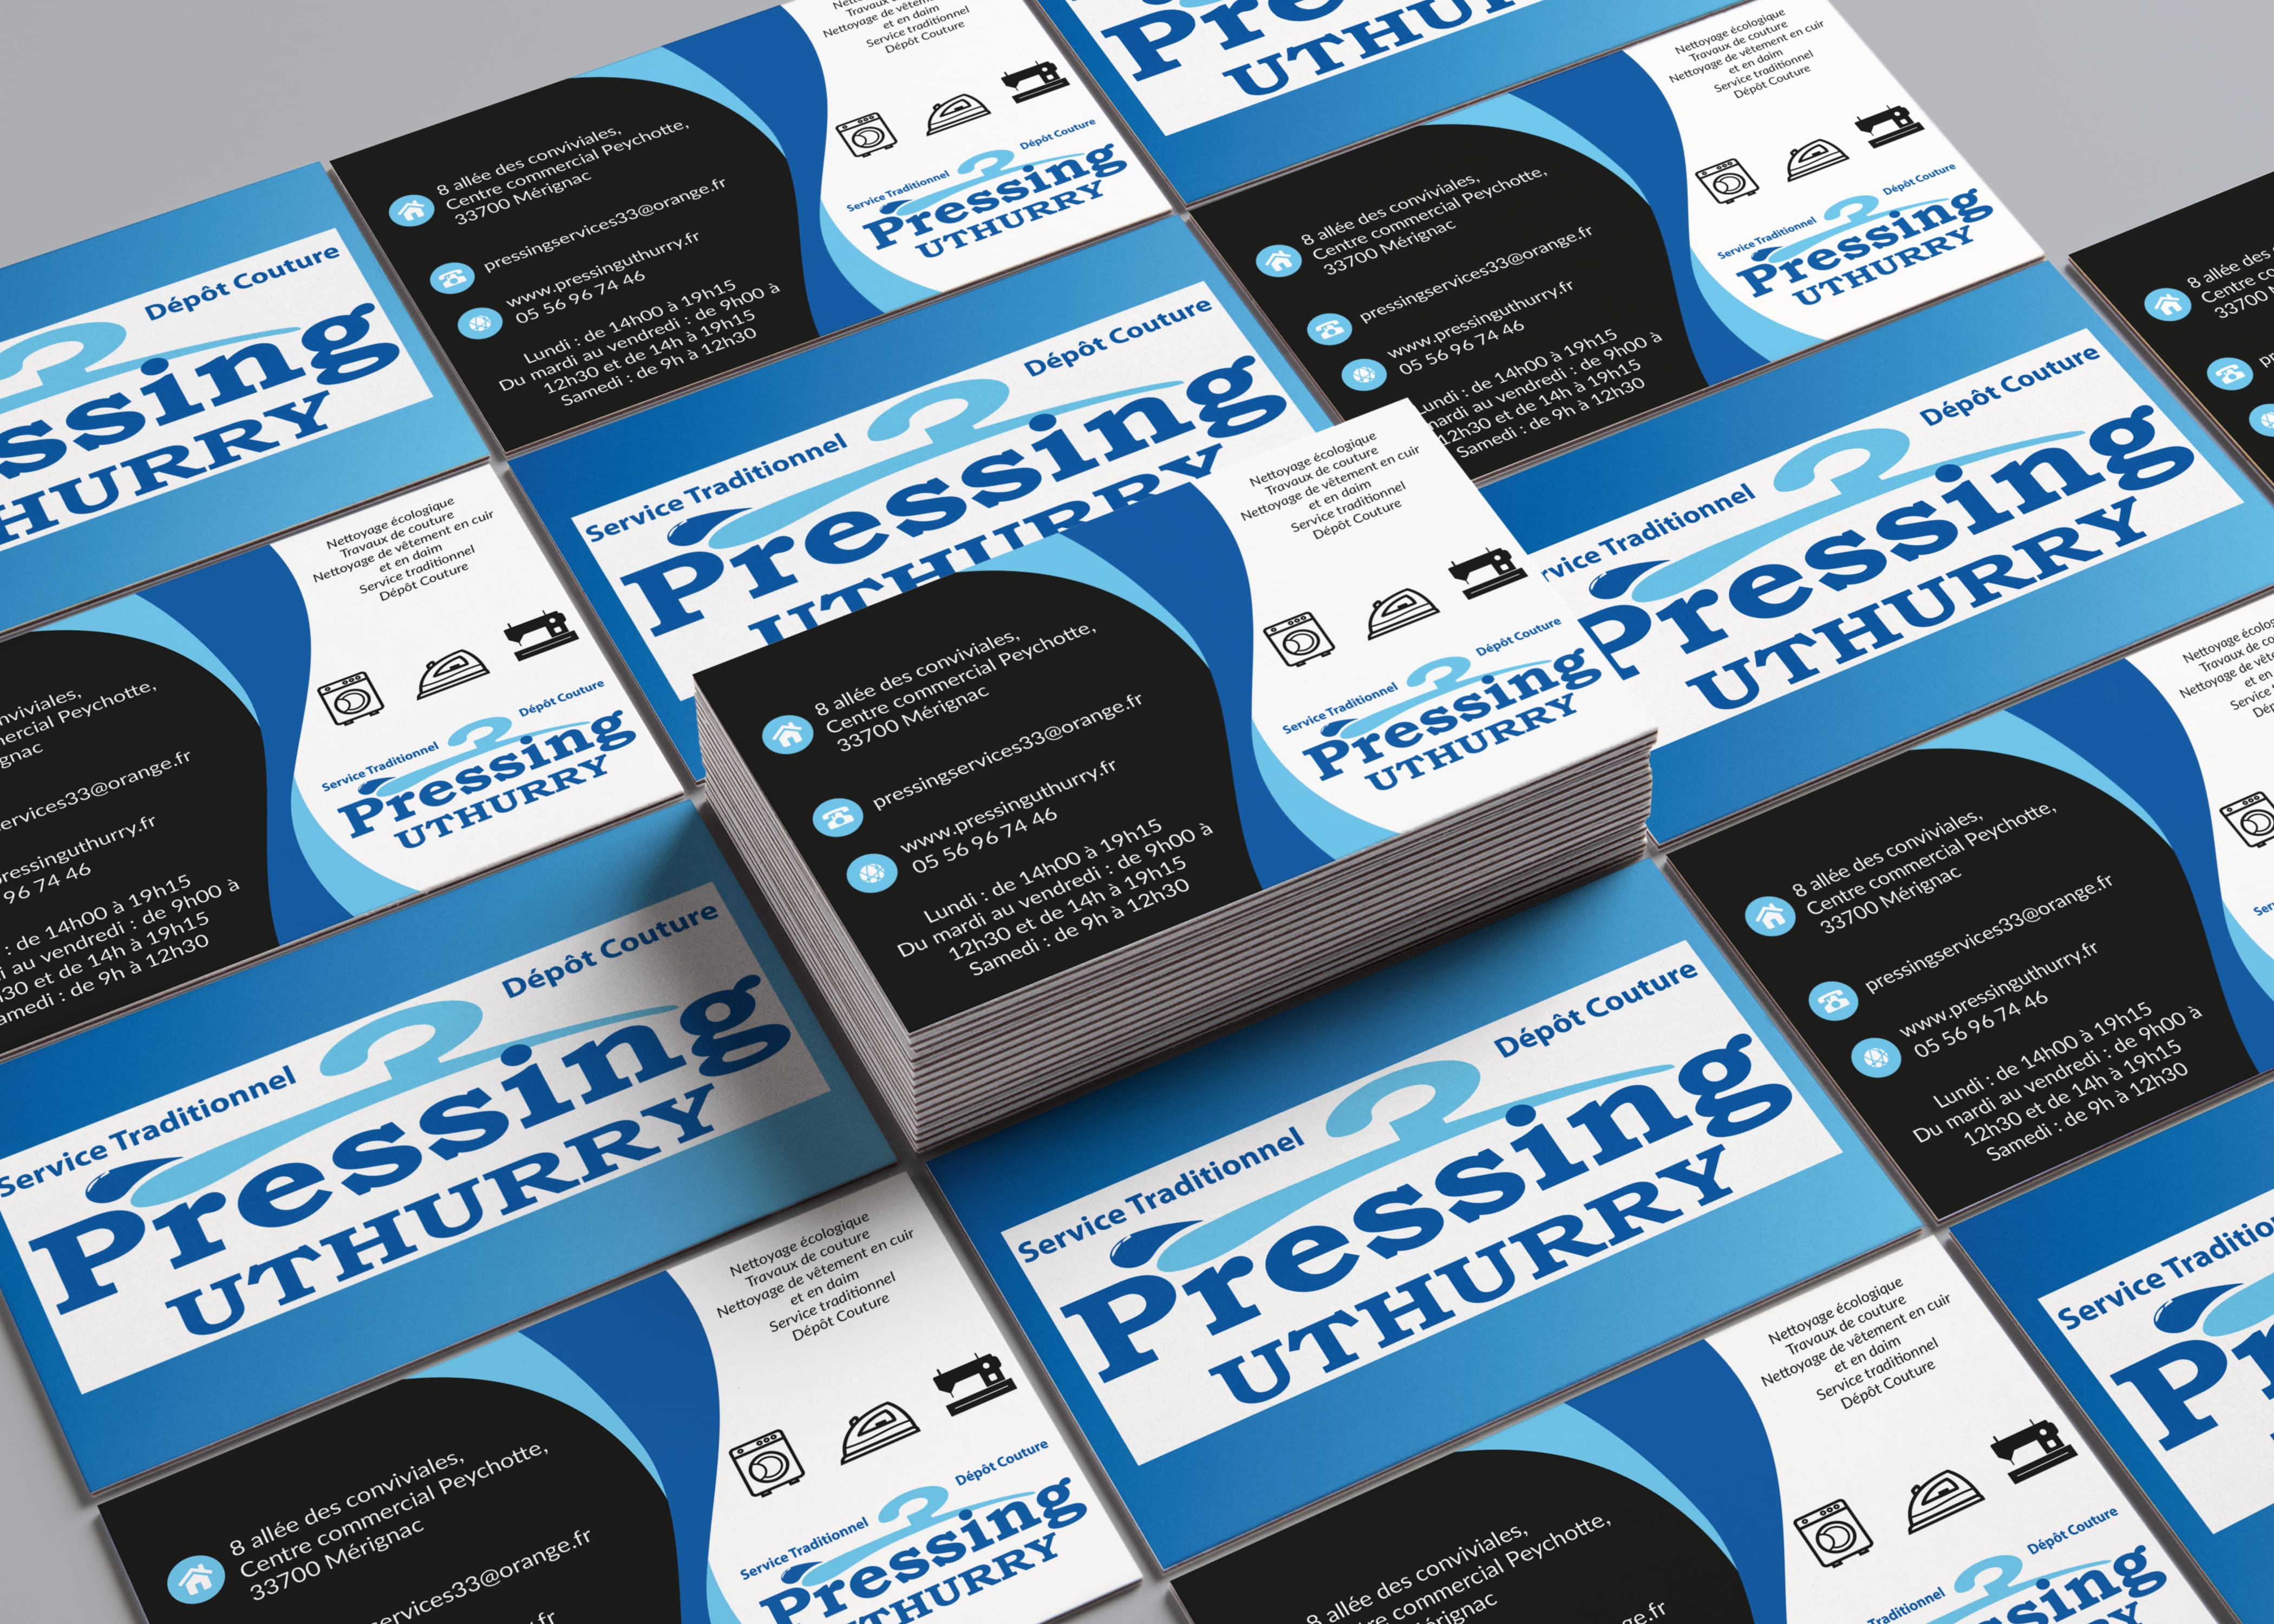 Nettoyage écologique
Travaux de couture
Nettoyage de vêtement en cuir
et en daim
Service traditionnel
Dépôt Couture
8 allée des conviviales,
Centre commercial Peychotte,
33700 Mérignac
pressingservices33@orange.fr
www.pressinguthurry.fr
05 56 96 74 46
Lundi : de 14h00 à 19h15
Du mardi au vendredi : de 9h00 à
12h30 et de 14h à 19h15
Samedi : de 9h à 12h30
Service Traditionnel
Dépôt Couture
Pressing
UTHURRY